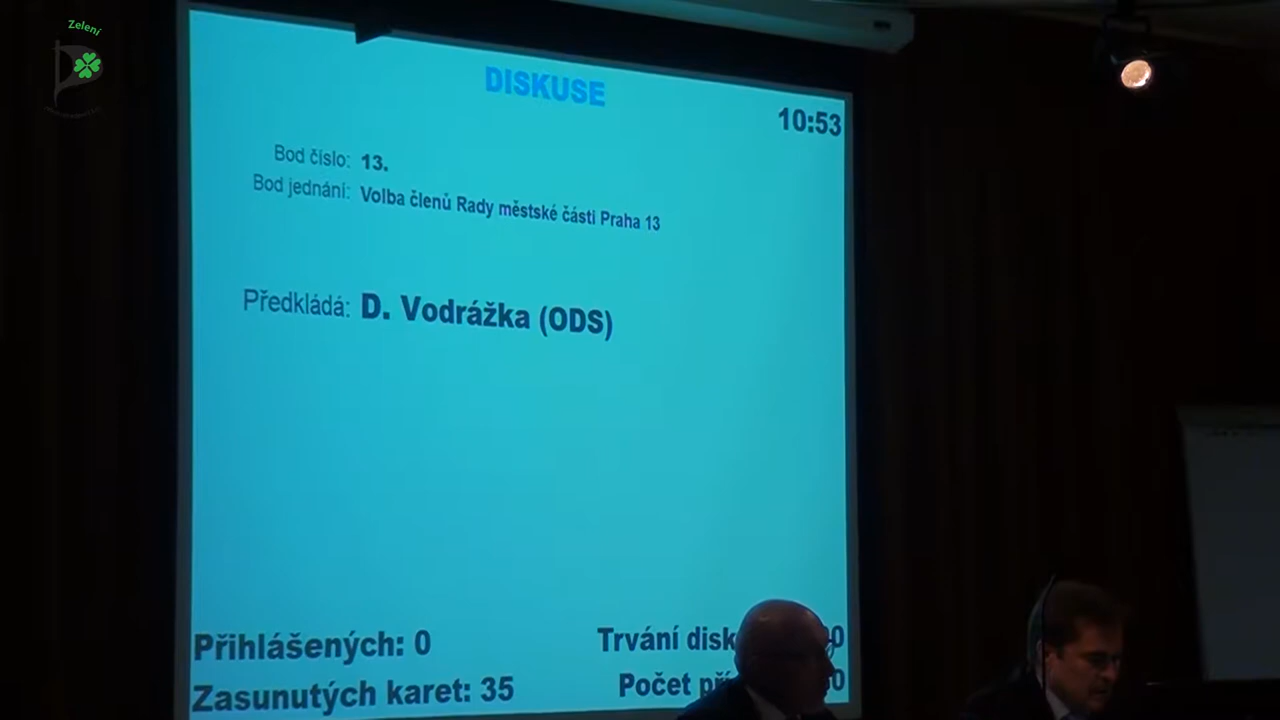 Zelení
DISKUSE
10:53
Bod číslo: 13.
Bod jednání: Volba členů Rady městské části Praha 13
Předkládá: D. Vodrážka (ODS)
Přihlášených: 0
Trvání disk
Zasunutých karet: 35
Počet